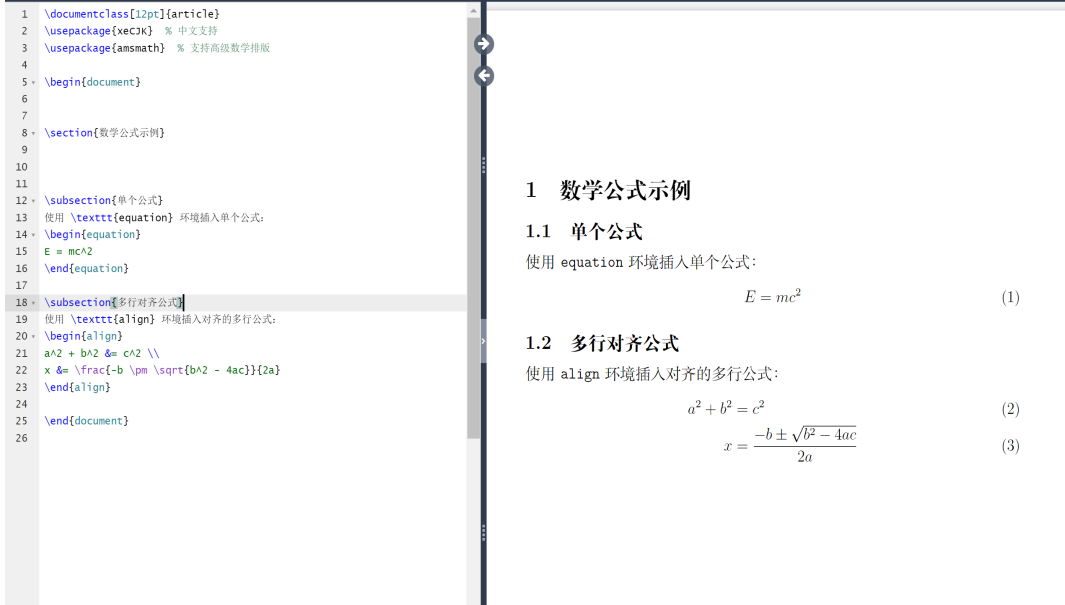 1 \documentclass[12pt]{article}
2 \usepackage{xeCJK} % 中文支持
3 \usepackage{amsmath} % 支持高级数学排版
4
5 \begin{document}
6
7
8 \section{数学公式示例}
9
10
11
12 \subsection{单个公式}
13 使用 \texttt{equation} 环境插入单个公式：
14 \begin{equation}
15 E = mc^2
16 \end{equation}
17
18 \subsection{多行对齐公式}
19 使用 \texttt{align} 环境插入对齐的多行公式：
20 \begin{align}
21 a^2 + b^2 &= c^2 \\
22 x &= \frac{-b \pm \sqrt{b^2 - 4ac}}{2a}
23 \end{align}
24
25 \end{document}
26
1 数学公式示例
1.1 单个公式
使用 equation 环境插入单个公式：
E = mc² (1)
1.2 多行对齐公式
使用 align 环境插入对齐的多行公式：
a² + b² = c² (2)
x = \frac{-b ± \sqrt{b² − 4ac}}{2a} (3)